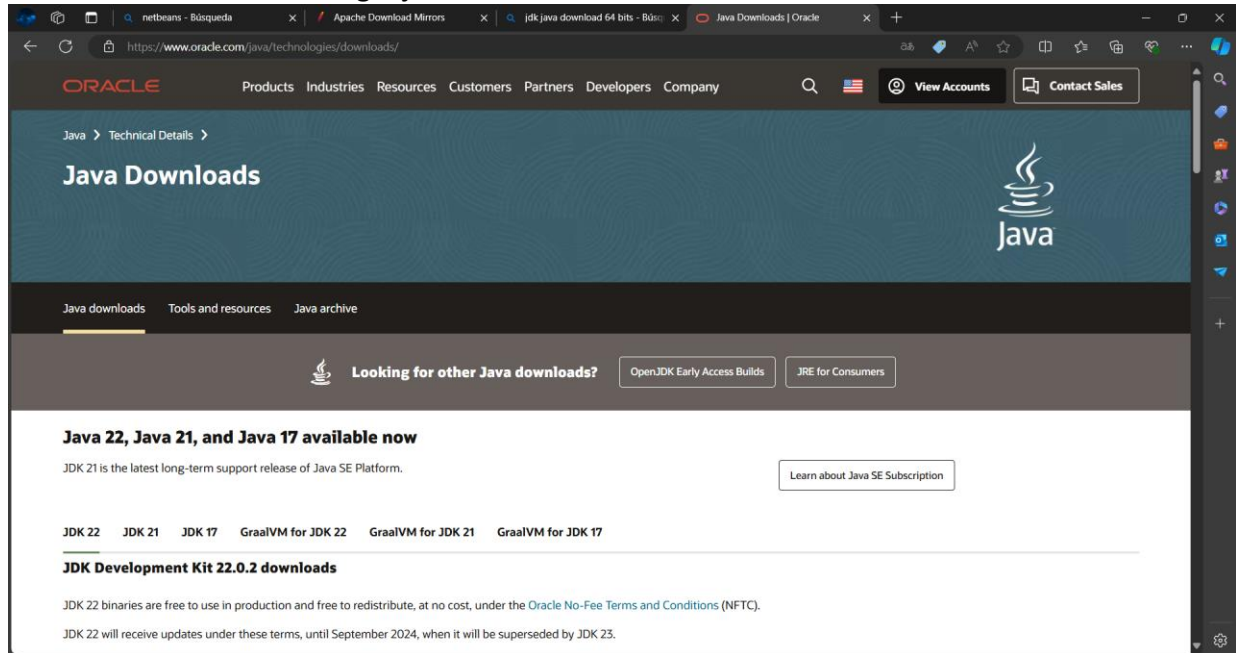 netbeans - Búsqueda
Apache Download Mirrors
jdk java download 64 bits - Búsq
Java Downloads | Oracle
https://www.oracle.com/java/technologies/downloads/
ORACLE
Products Industries Resources Customers Partners Developers Company
View Accounts
Contact Sales
Java > Technical Details >
Java Downloads
Java
Java downloads Tools and resources Java archive
Looking for other Java downloads?
OpenJDK Early Access Builds
JRE for Consumers
Java 22, Java 21, and Java 17 available now
JDK 21 is the latest long-term support release of Java SE Platform.
Learn about Java SE Subscription
JDK 22 JDK 21 JDK 17 GraalVM for JDK 22 GraalVM for JDK 21 GraalVM for JDK 17
JDK Development Kit 22.0.2 downloads
JDK 22 binaries are free to use in production and free to redistribute, at no cost, under the Oracle No-Fee Terms and Conditions (NFTC).
JDK 22 will receive updates under these terms, until September 2024, when it will be superseded by JDK 23.